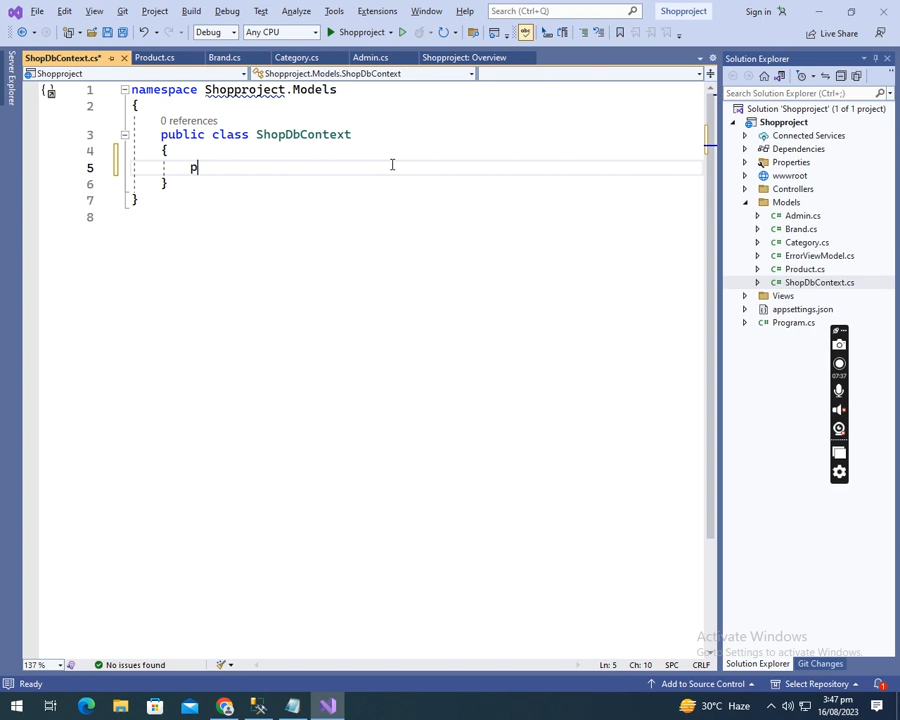 File Edit View Git Project Build Debug Test Analyze Tools Extensions Window Help Search (Ctrl+Q) Shopproject Sign in
Debug Any CPU Shopproject Live Share
ShopDbContext.cs* Product.cs Brand.cs Category.cs Admin.cs Shopproject: Overview
Shopproject Shopproject.Models.ShopDbContext
Server Explorer
1 namespace Shopproject.Models
2 {
0 references
3 public class ShopDbContext
4 {
5 p
6 }
7 }
8
Solution Explorer
Search Solution Explorer (Ctrl+;)
Solution 'Shopproject' (1 of 1 project)
Shopproject
Connected Services
Dependencies
Properties
wwwroot
Controllers
Models
C# Admin.cs
C# Brand.cs
C# Category.cs
C# ErrorViewModel.cs
C# Product.cs
C# ShopDbContext.cs
Views
appsettings.json
C# Program.cs
07:37
Activate Windows
Go to Settings to activate Windows.
137 % No issues found Ln: 5 Ch: 10 SPC CRLF
Solution Explorer Git Changes
Ready Add to Source Control Select Repository 1
30°C Haze 3:47 pm
16/08/2023